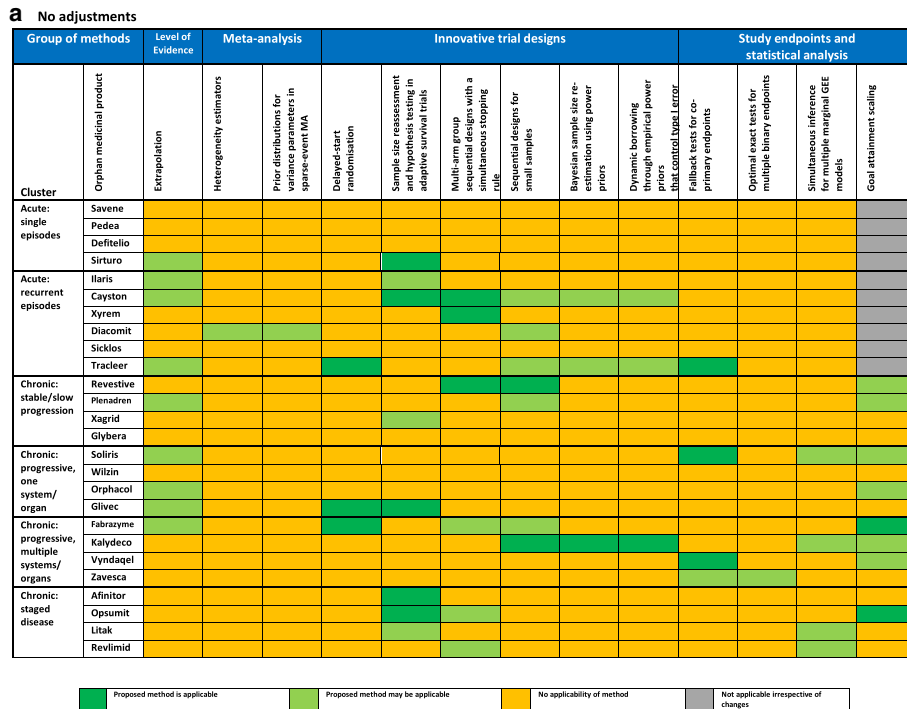 a No adjustments
Group of methods
Level of
Evidence
Meta-analysis
Innovative trial designs
Study endpoints and
statistical analysis
Cluster
Orphan medicinal product
Extrapolation
Heterogeneity estimators
Prior distributions for
variance parameters in
sparse-event MA
Delayed-start
randomisation
Sample size reassessment
and hypothesis testing in
adaptive survival trials
Multi-arm group
sequential designs with a
simultaneous stopping
rule
Sequential designs for
small samples
Bayesian sample size re-
estimation using power
priors
Dynamic borrowing
through empirical power
priors
that control type I error
Fallback tests for co-
primary endpoints
Optimal exact tests for
multiple binary endpoints
Simultaneous inference
for multiple marginal GEE
models
Goal attainment scaling
Acute:
single
episodes
Savene
Pedea
Defitelio
Sirturo
Acute:
recurrent
episodes
Ilaris
Cayston
Xyrem
Diacomit
Sicklos
Tracleer
Chronic:
stable/slow
progression
Revestive
Plenadren
Xagrid
Glybera
Chronic:
progressive,
one
system/
organ
Soliris
Wilzin
Orphacol
Glivec
Chronic:
progressive,
multiple
systems/
organs
Fabrazyme
Kalydeco
Vyndaqel
Zavesca
Chronic:
staged
disease
Afinitor
Opsumit
Litak
Revlimid
Proposed method is applicable
Proposed method may be applicable
No applicability of method
Not applicable irrespective of
changes